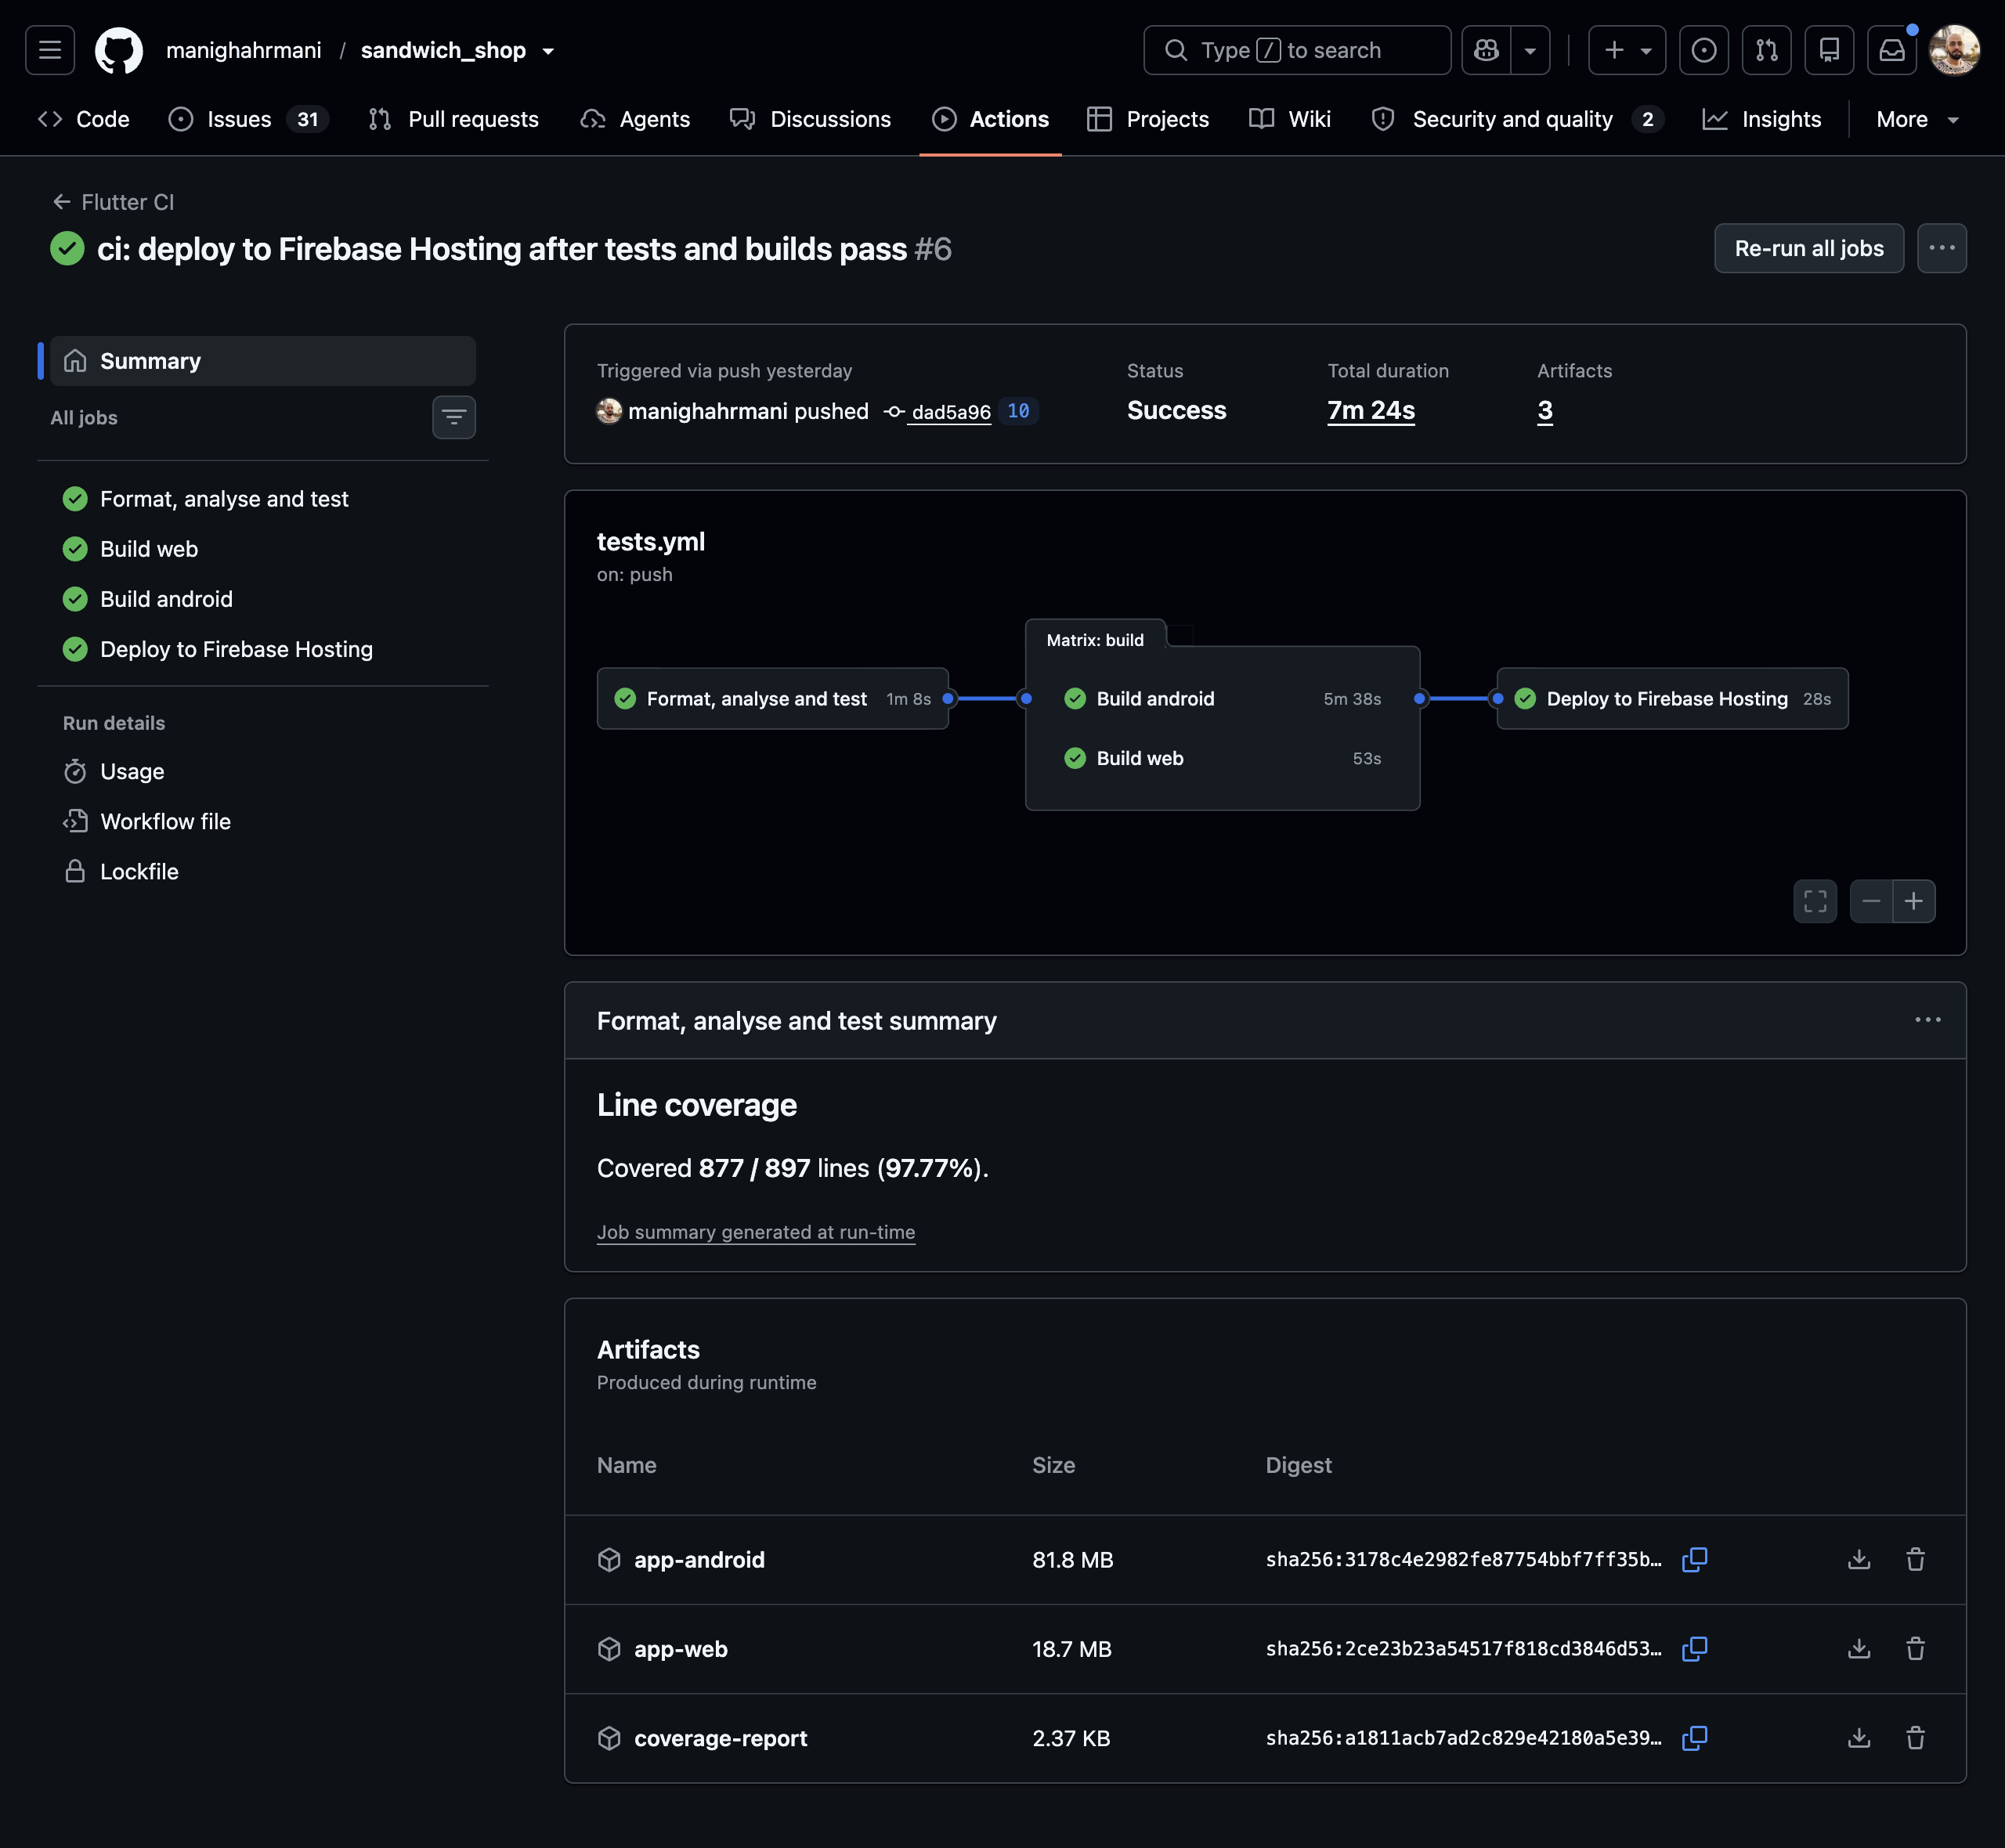 manighahrmani / sandwich_shop
Type / to search
Code
Issues 31
Pull requests
Agents
Discussions
Actions
Projects
Wiki
Security and quality 2
Insights
More
Flutter CI
ci: deploy to Firebase Hosting after tests and builds pass #6
Re-run all jobs
Summary
All jobs
Format, analyse and test
Build web
Build android
Deploy to Firebase Hosting
Run details
Usage
Workflow file
Lockfile
Triggered via push yesterday
manighahrmani pushed dad5a96 10
Status
Success
Total duration
7m 24s
Artifacts
3
tests.yml
on: push
Format, analyse and test 1m 8s
Matrix: build
Build android 5m 38s
Build web 53s
Deploy to Firebase Hosting 28s
Format, analyse and test summary
Line coverage
Covered 877 / 897 lines (97.77%).
Job summary generated at run-time
Artifacts
Produced during runtime
Name Size Digest
app-android 81.8 MB sha256:3178c4e2982fe87754bbf7ff35b…
app-web 18.7 MB sha256:2ce23b23a54517f818cd3846d53…
coverage-report 2.37 KB sha256:a1811acb7ad2c829e42180a5e39…